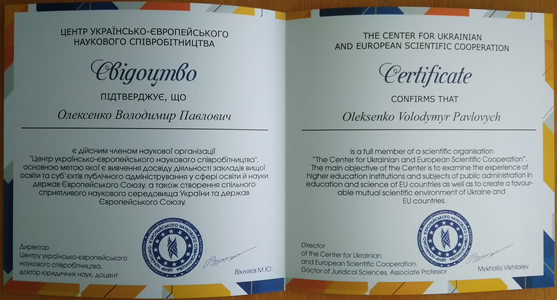 ЦЕНТР УКРАЇНСЬКО-ЄВРОПЕЙСЬКОГО
НАУКОВОГО СПІВРОБІТНИЦТВА
Свідоцтво
ПІДТВЕРДЖУЄ, ЩО
Олексенко Володимир Павлович
є дійсним членом наукової організації
"Центр українсько-європейського наукового співробітництва",
основною метою якої є вивчення досвіду діяльності закладів вищої
освіти та суб'єктів публічного адміністрування у сфері освіти й науки
держав Європейського Союзу, а також створення спільного
сприятливого наукового середовища України та держав
Європейського Союзу.
Директор
Центру українсько-європейського
наукового співробітництва,
доктор юридичних наук, доцент
Віхляєв М.Ю.
THE CENTER FOR UKRAINIAN
AND EUROPEAN SCIENTIFIC COOPERATION
Certificate
CONFIRMS THAT
Oleksenko Volodymyr Pavlovych
is a full member of a scientific organisation
"The Center for Ukrainian and European Scientific Cooperation".
The main objective of the Center is to examine the experience of
higher education institutions and subjects of public administration in
education and science of EU countries as well as to create a favour-
able mutual scientific environment of Ukraine and
EU countries.
Director
of the Center for Ukrainian
and European Scientific Cooperation,
Doctor of Juridical Sciences, Associate Professor
Mykhailo Vikhliaiev